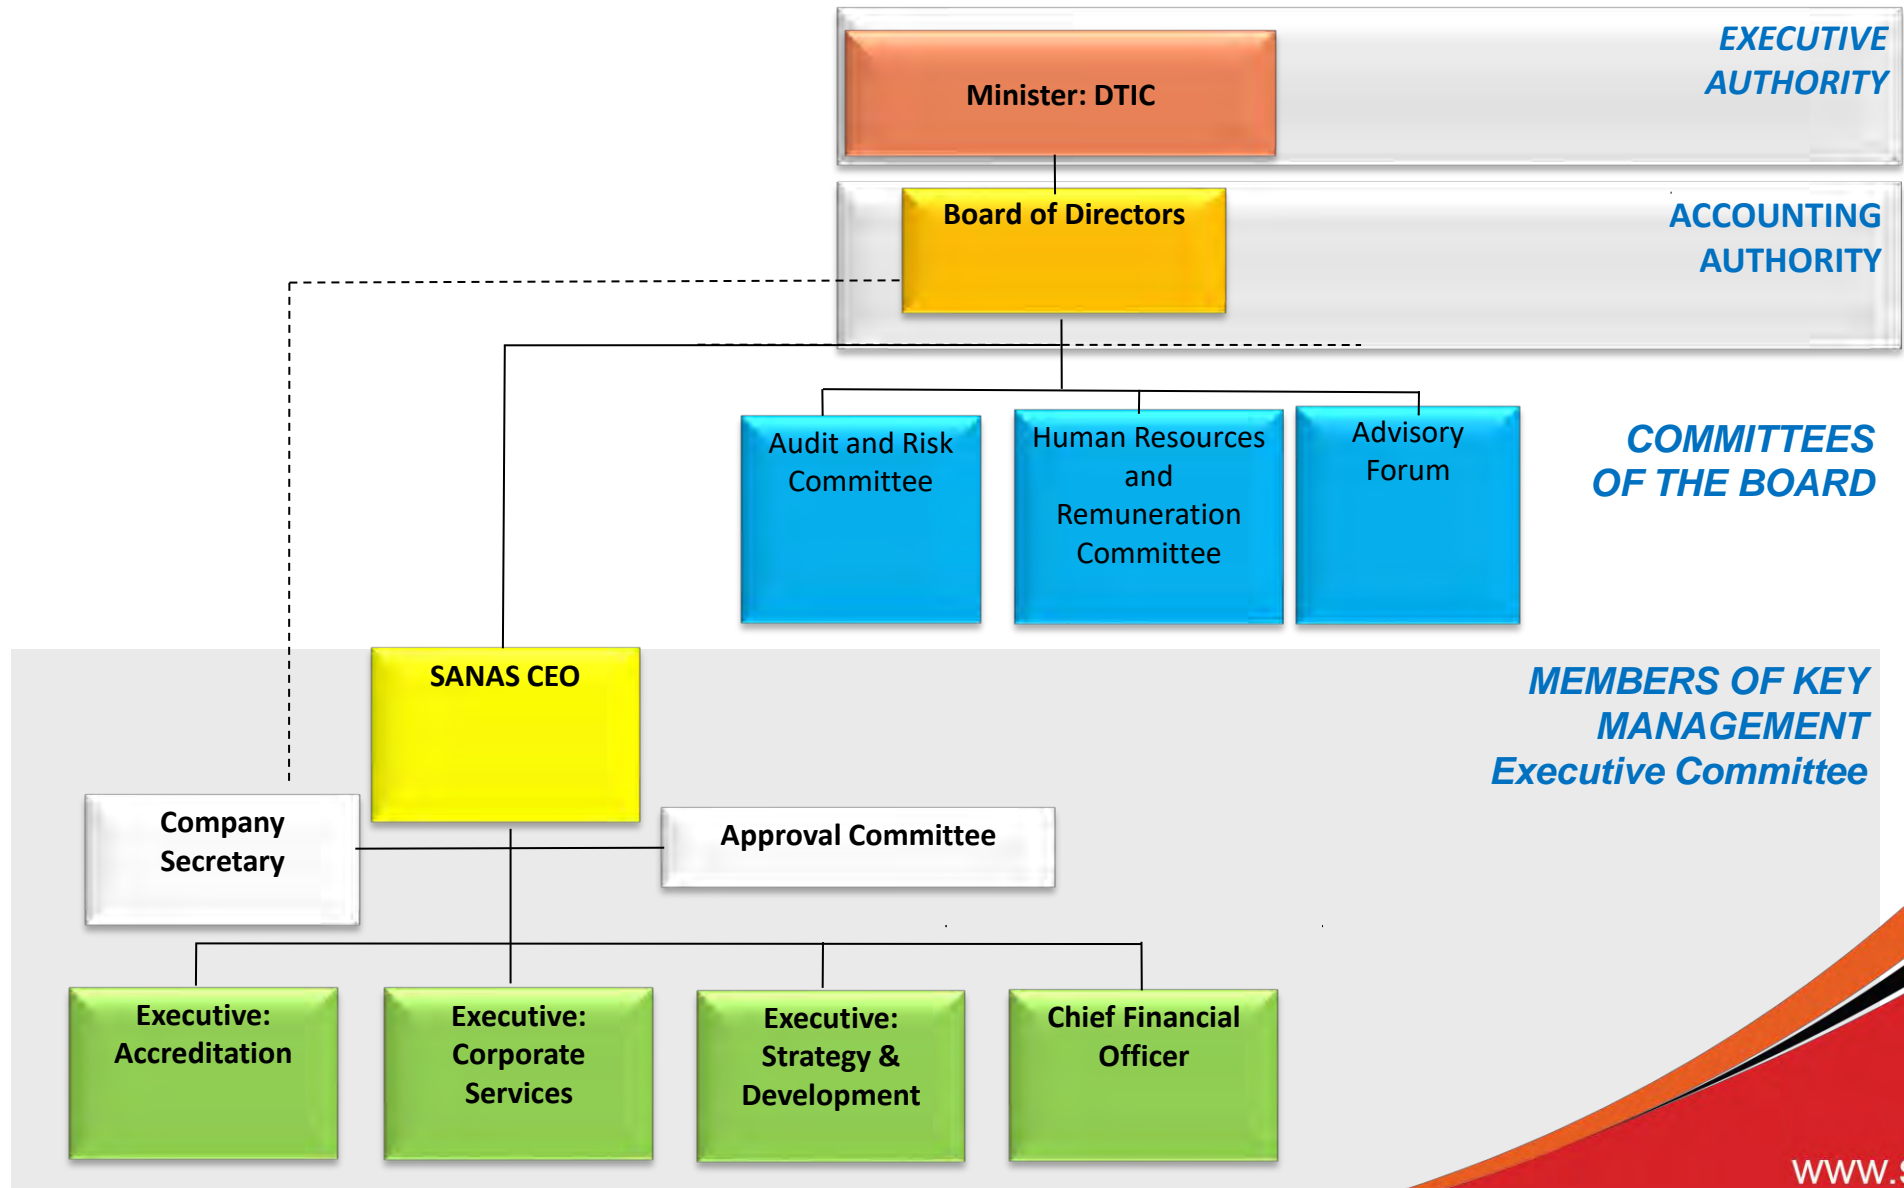 Minister: DTIC
EXECUTIVE
AUTHORITY
Board of Directors
ACCOUNTING
AUTHORITY
Audit and Risk
Committee
Human Resources
and
Remuneration
Committee
Advisory
Forum
COMMITTEES
OF THE BOARD
SANAS CEO
MEMBERS OF KEY
MANAGEMENT
Executive Committee
Company
Secretary
Approval Committee
Executive:
Accreditation
Executive:
Corporate
Services
Executive:
Strategy &
Development
Chief Financial
Officer
www.s